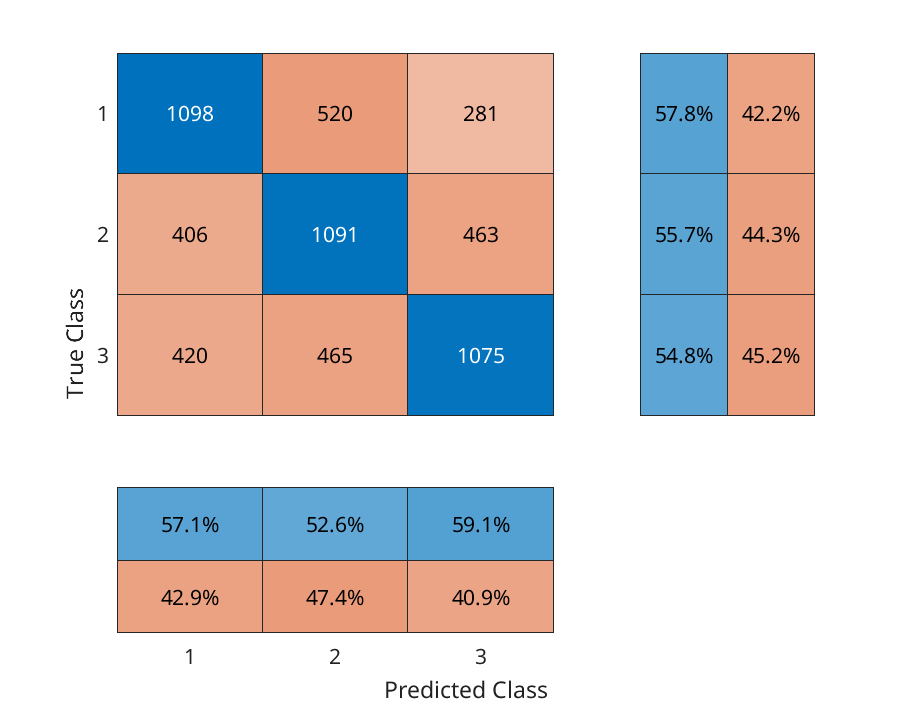 1 1098 520 281 57.8% 42.2%
2 406 1091 463 55.7% 44.3%
True Class
3 420 465 1075 54.8% 45.2%
57.1% 52.6% 59.1%
42.9% 47.4% 40.9%
1 2 3
Predicted Class